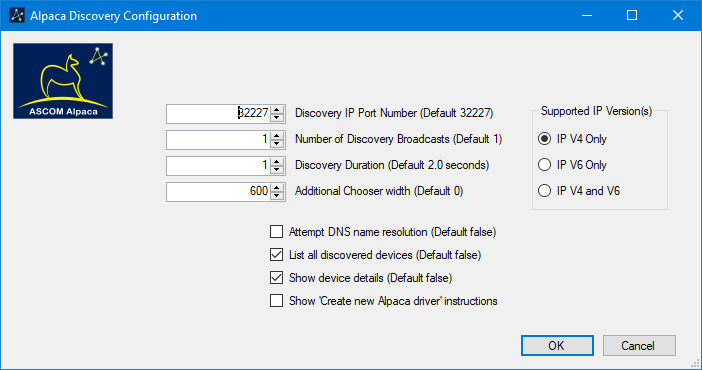 Alpaca Discovery Configuration
ASCOM Alpaca
32227 Discovery IP Port Number (Default 32227)
1 Number of Discovery Broadcasts (Default 1)
1 Discovery Duration (Default 2.0 seconds)
600 Additional Chooser width (Default 0)
Supported IP Version(s)
IP V4 Only
IP V6 Only
IP V4 and V6
Attempt DNS name resolution (Default false)
List all discovered devices (Default false)
Show device details (Default false)
Show 'Create new Alpaca driver' instructions
OK Cancel